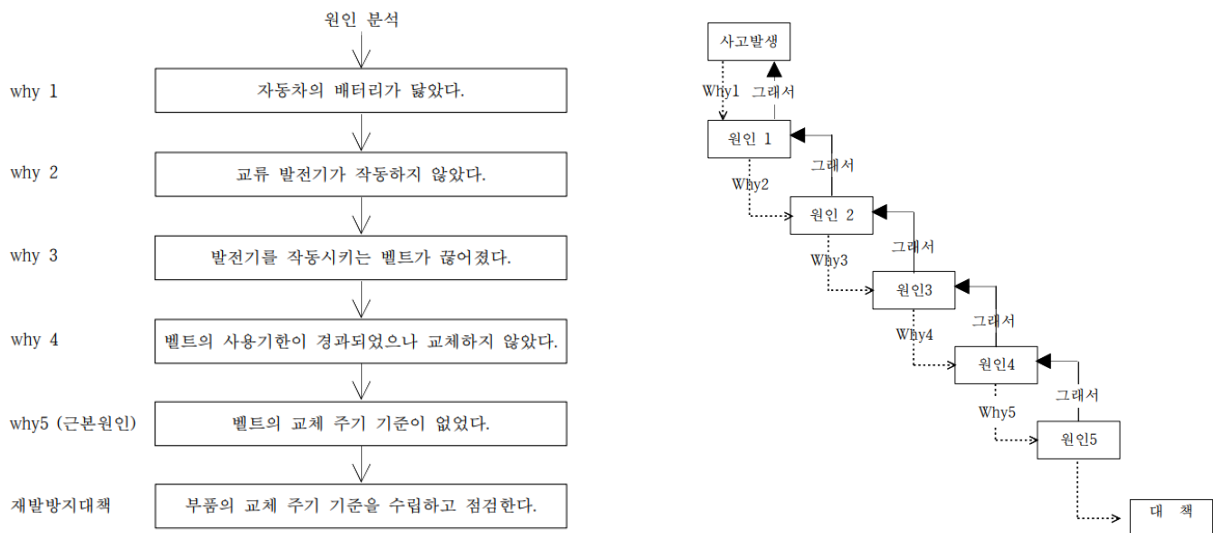 원인 분석
why 1
자동차의 배터리가 닳았다.
why 2
교류 발전기가 작동하지 않았다.
why 3
발전기를 작동시키는 벨트가 끊어졌다.
why 4
벨트의 사용기한이 경과되었으나 교체하지 않았다.
why5 (근본원인)
벨트의 교체 주기 기준이 없었다.
재발방지대책
부품의 교체 주기 기준을 수립하고 점검한다.
사고발생
Why1
그래서
원인 1
그래서
Why2
원인 2
그래서
Why3
원인3
그래서
Why4
원인4
그래서
Why5
원인5
대 책